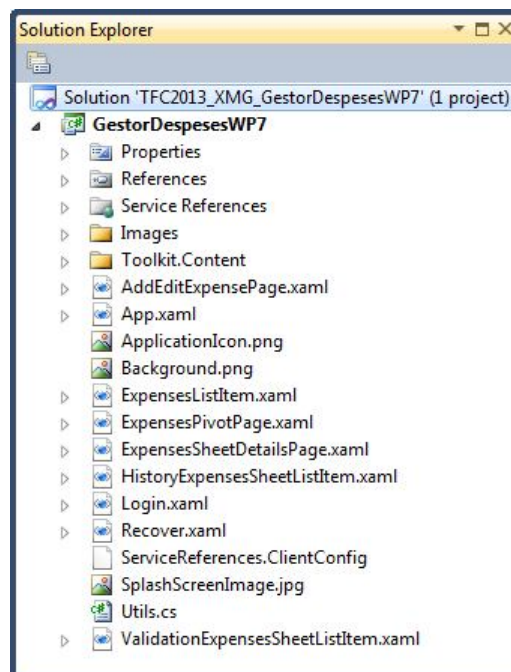 Solution Explorer
Solution 'TFC2013_XMG_GestorDespesesWP7' (1 project)
GestorDespesesWP7
Properties
References
Service References
Images
Toolkit.Content
AddEditExpensePage.xaml
App.xaml
ApplicationIcon.png
Background.png
ExpensesListItem.xaml
ExpensesPivotPage.xaml
ExpensesSheetDetailsPage.xaml
HistoryExpensesSheetListItem.xaml
Login.xaml
Recover.xaml
ServiceReferences.ClientConfig
SplashScreenImage.jpg
Utils.cs
ValidationExpensesSheetListItem.xaml